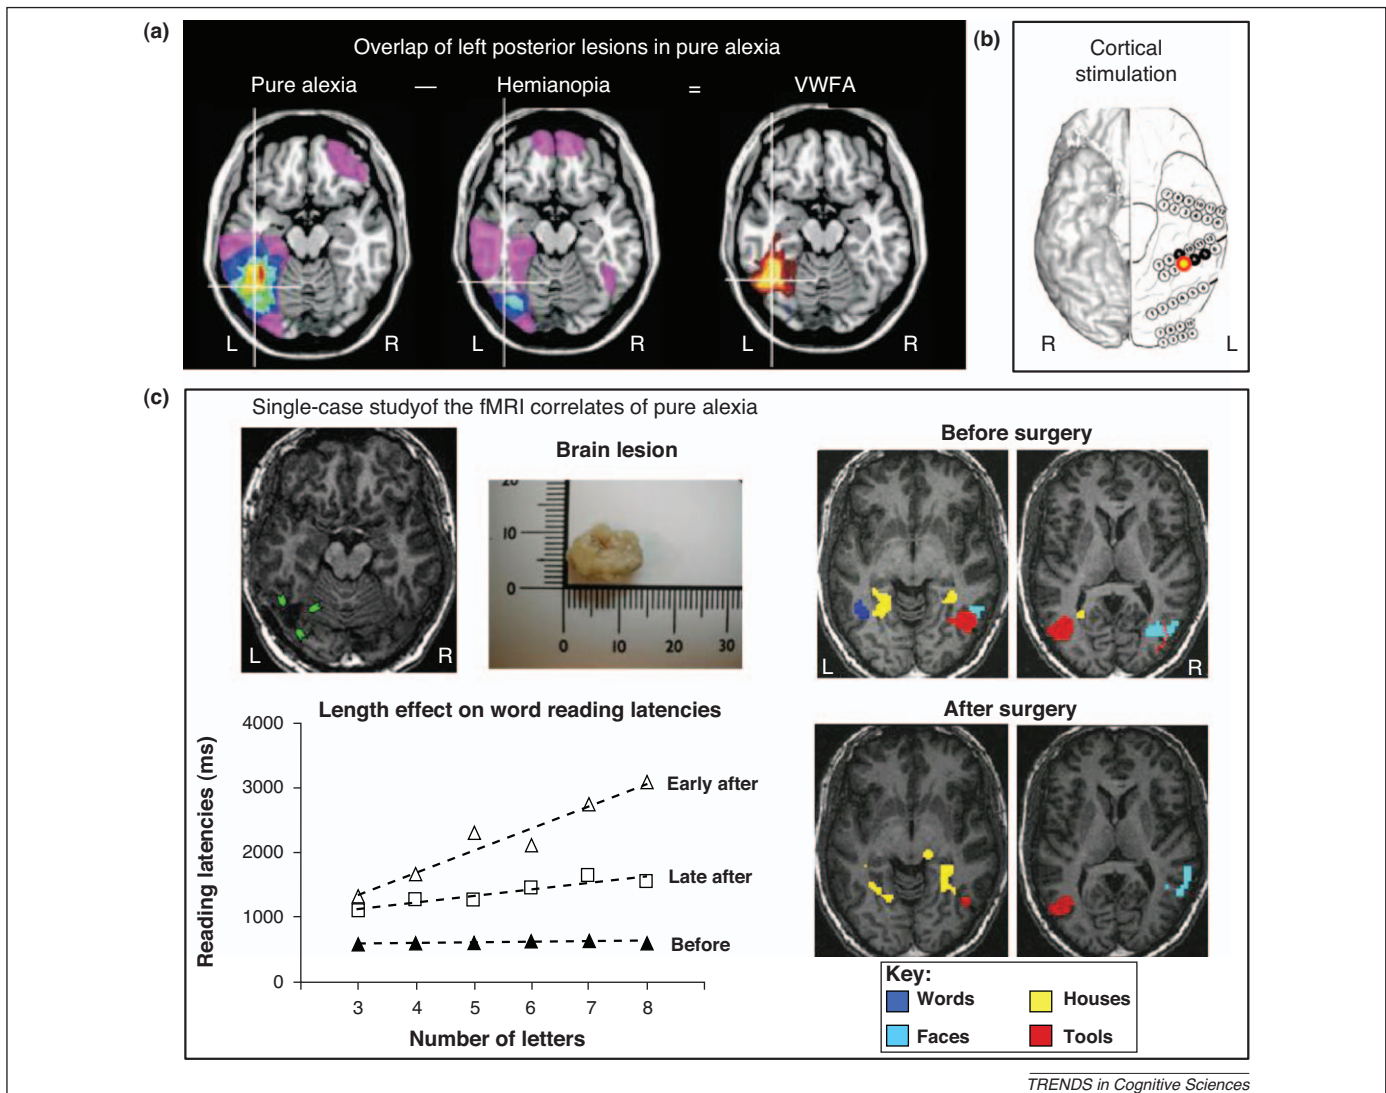 (a)
Overlap of left posterior lesions in pure alexia
Pure alexia — Hemianopia = VWFA
L R L R L R
(b)
Cortical
stimulation
R L
(c)
Single-case studyof the fMRI correlates of pure alexia
Brain lesion
20
10
0
0 10 20 30
L R
Before surgery
L R
Length effect on word reading latencies
Reading latencies (ms)
4000
3000
2000
1000
0
Early after
Late after
Before
3 4 5 6 7 8
Number of letters
After surgery
Key:
Words Houses
Faces Tools
TRENDS in Cognitive Sciences